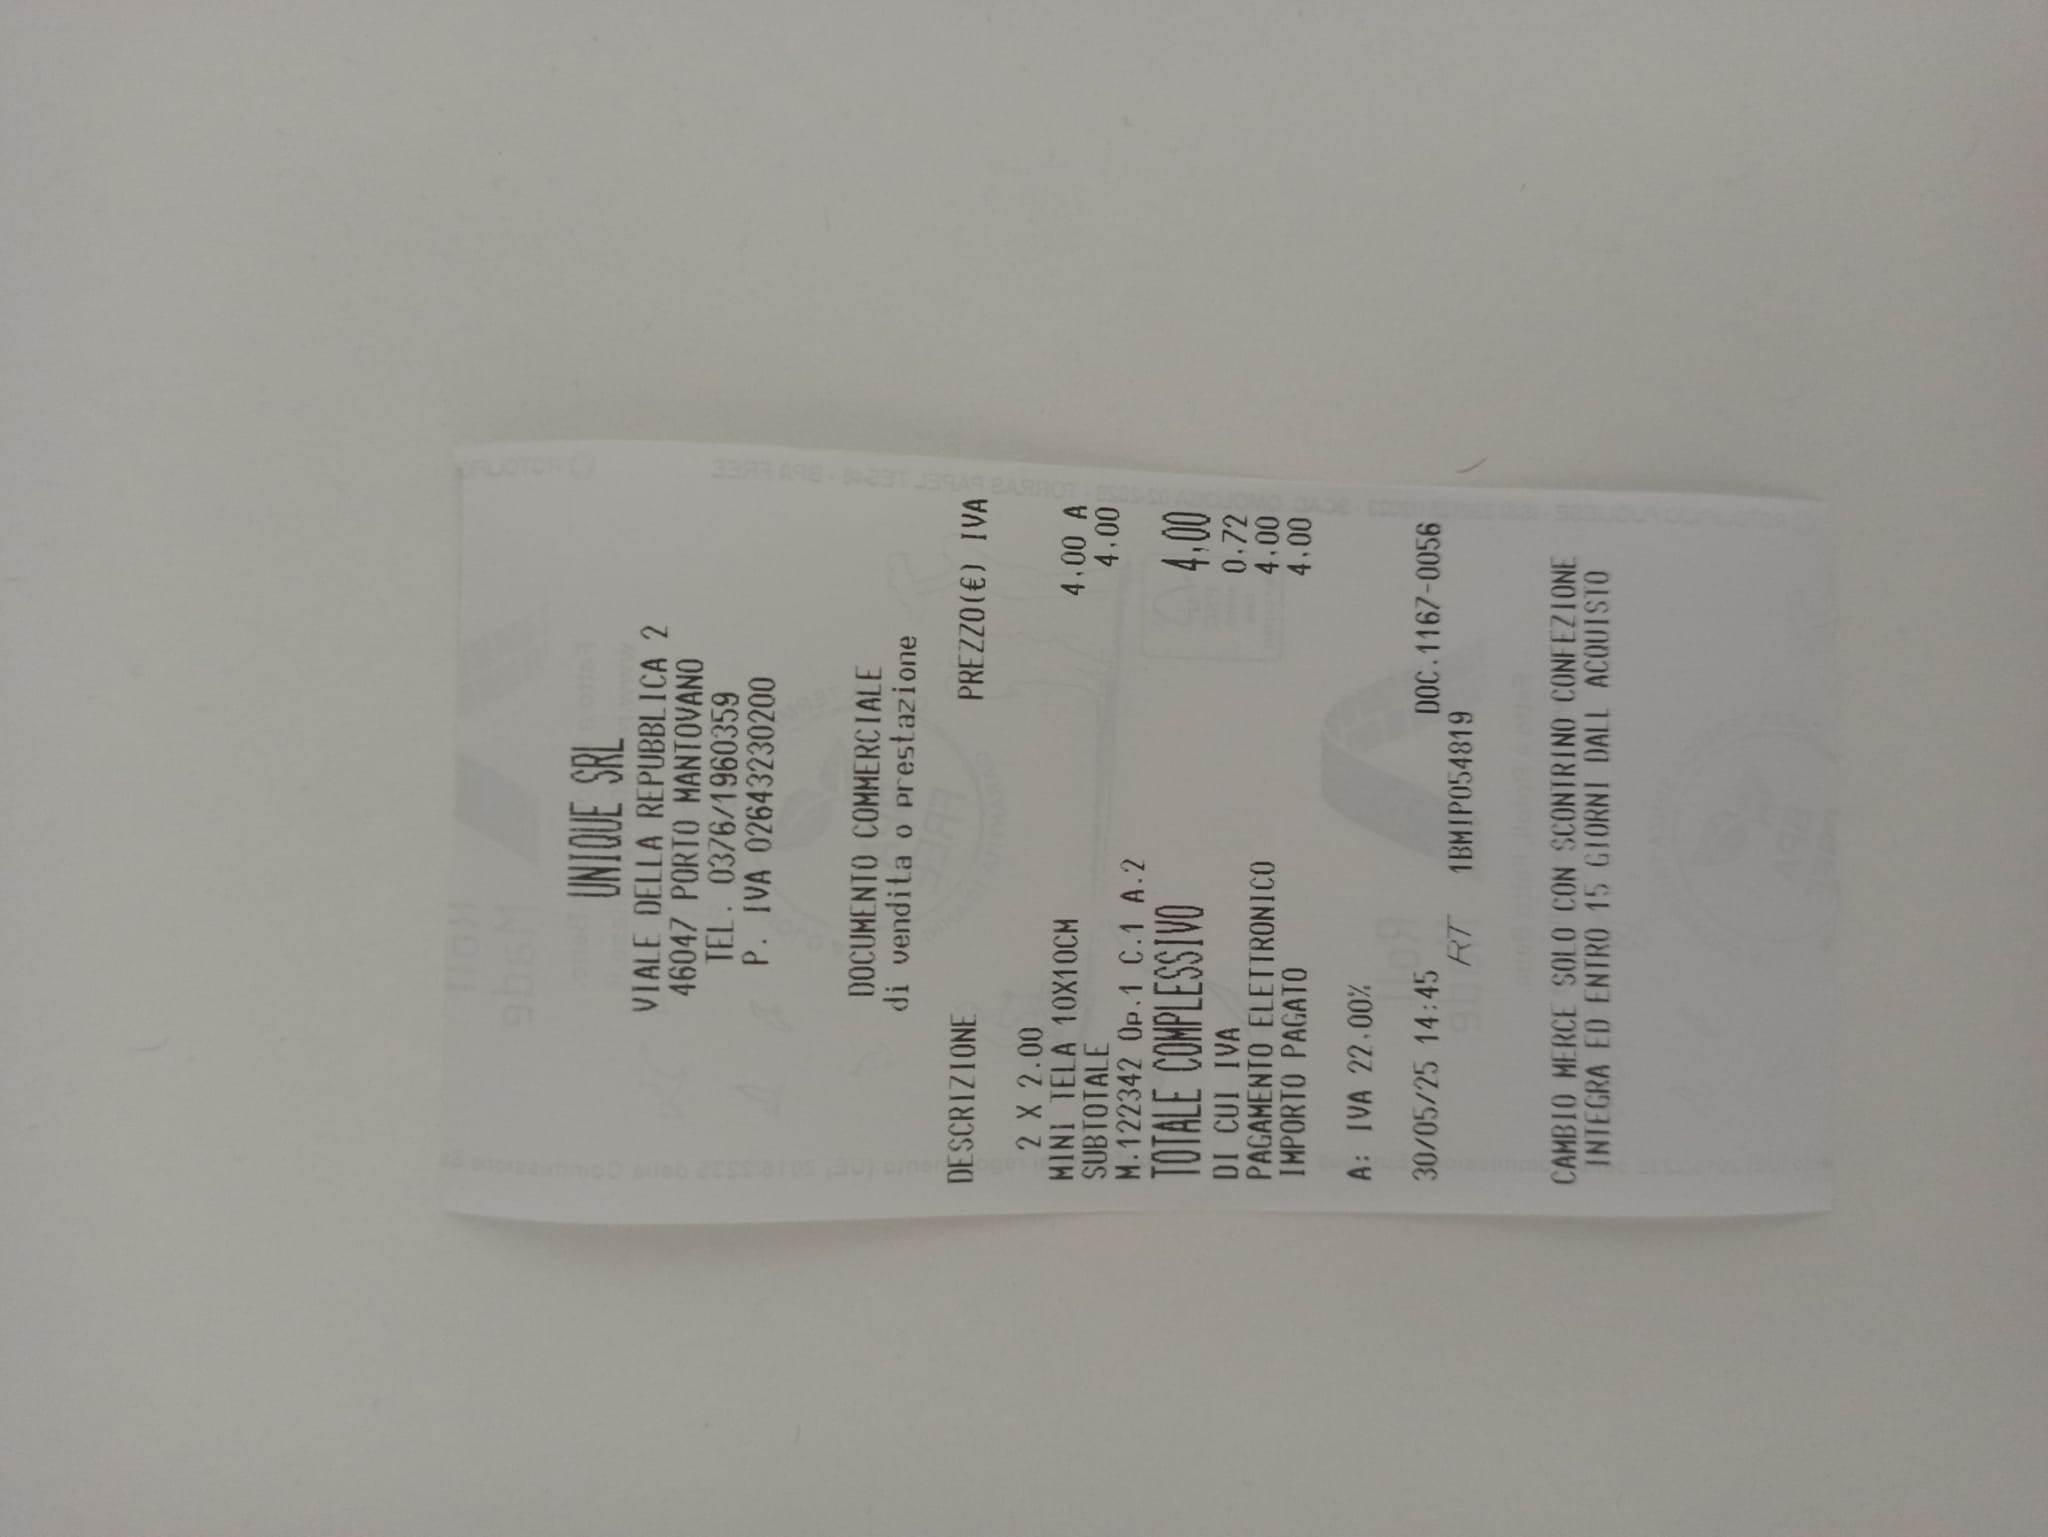 UNIQUE SRL
VIALE DELLA REPUBBLICA 2
46047 PORTO MANTOVANO
TEL. 0376/1960359
P. IVA 02643230200
DOCUMENTO COMMERCIALE
di vendita o prestazione
DESCRIZIONE PREZZO(€) IVA
2 X 2.00
MINI TELA 10X10CM 4,00 A
SUBTOTALE 4,00
M.122342 Op.1 C.1 A.2
TOTALE COMPLESSIVO 4,00
DI CUI IVA 0,72
PAGAMENTO ELETTRONICO 4,00
IMPORTO PAGATO 4,00
A: IVA 22,00%
30/05/25 14:45 DOC.1167-0056
RT 1BMIP054819
CAMBIO MERCE SOLO CON SCONTRINO CONFEZIONE
INTEGRA ED ENTRO 15 GIORNI DALL ACQUISTO